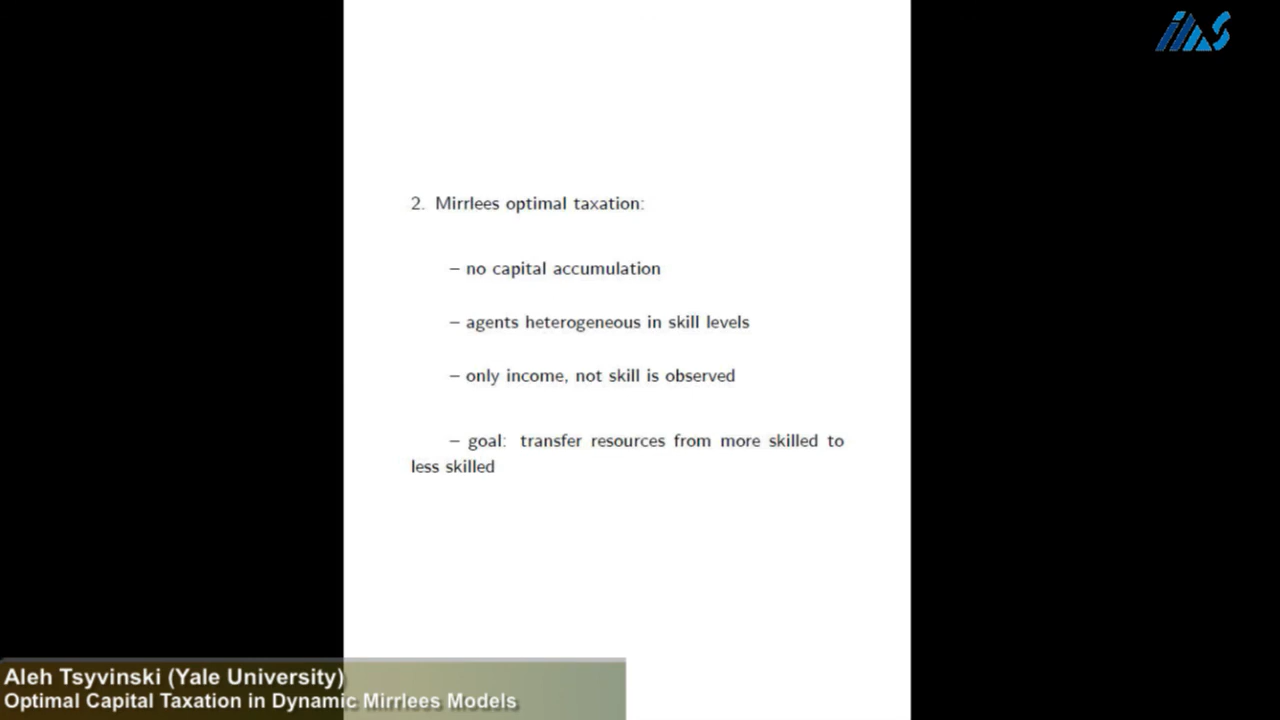 2. Mirrlees optimal taxation:
– no capital accumulation
– agents heterogeneous in skill levels
– only income, not skill is observed
– goal: transfer resources from more skilled to
less skilled
Aleh Tsyvinski (Yale University)
Optimal Capital Taxation in Dynamic Mirrlees Models